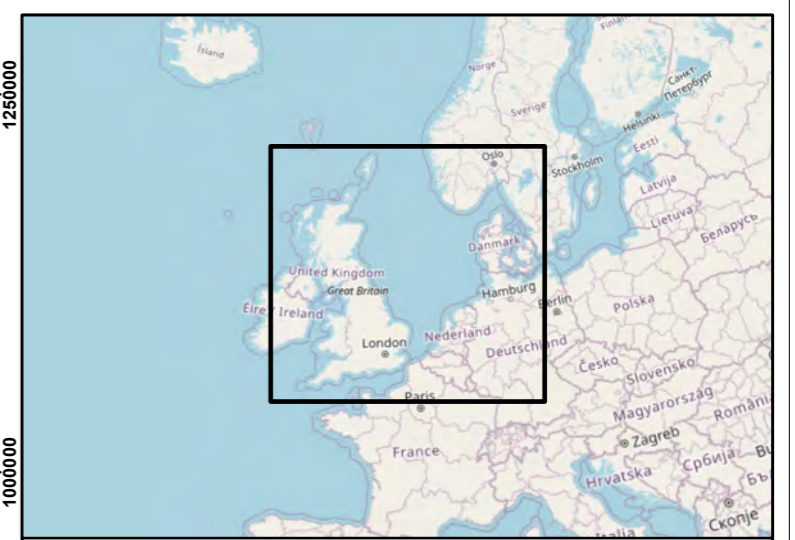 1250000
1000000
Ísland
Norge
Sverige
Санкт-
Петербург
Helsinki
Oslo
Stockholm
Eesti
Latvija
Lietuva
Беларусь
Danmark
United Kingdom
Great Britain
Hamburg
Berlin
Polska
Éire / Ireland
London
Nederland
Deutschland
Česko
Slovensko
Paris
Magyarország
România
France
Zagreb
Србија
Hrvatska
Скопје
Italia